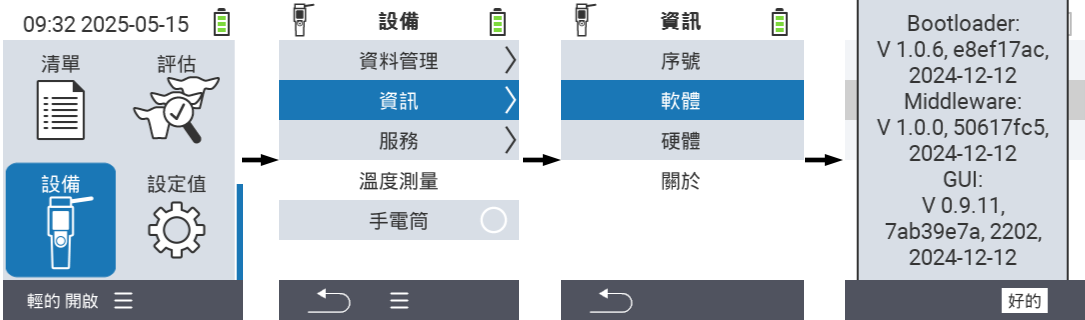 09:32 2025-05-15
清單
評估
設備
設定值
輕的 開啟
設備
資料管理
資訊
服務
溫度測量
手電筒
資訊
序號
軟體
硬體
關於
Bootloader:
V 1.0.6, e8ef17ac,
2024-12-12
Middleware:
V 1.0.0, 50617fc5,
2024-12-12
GUI:
V 0.9.11,
7ab39e7a, 2202,
2024-12-12
好的